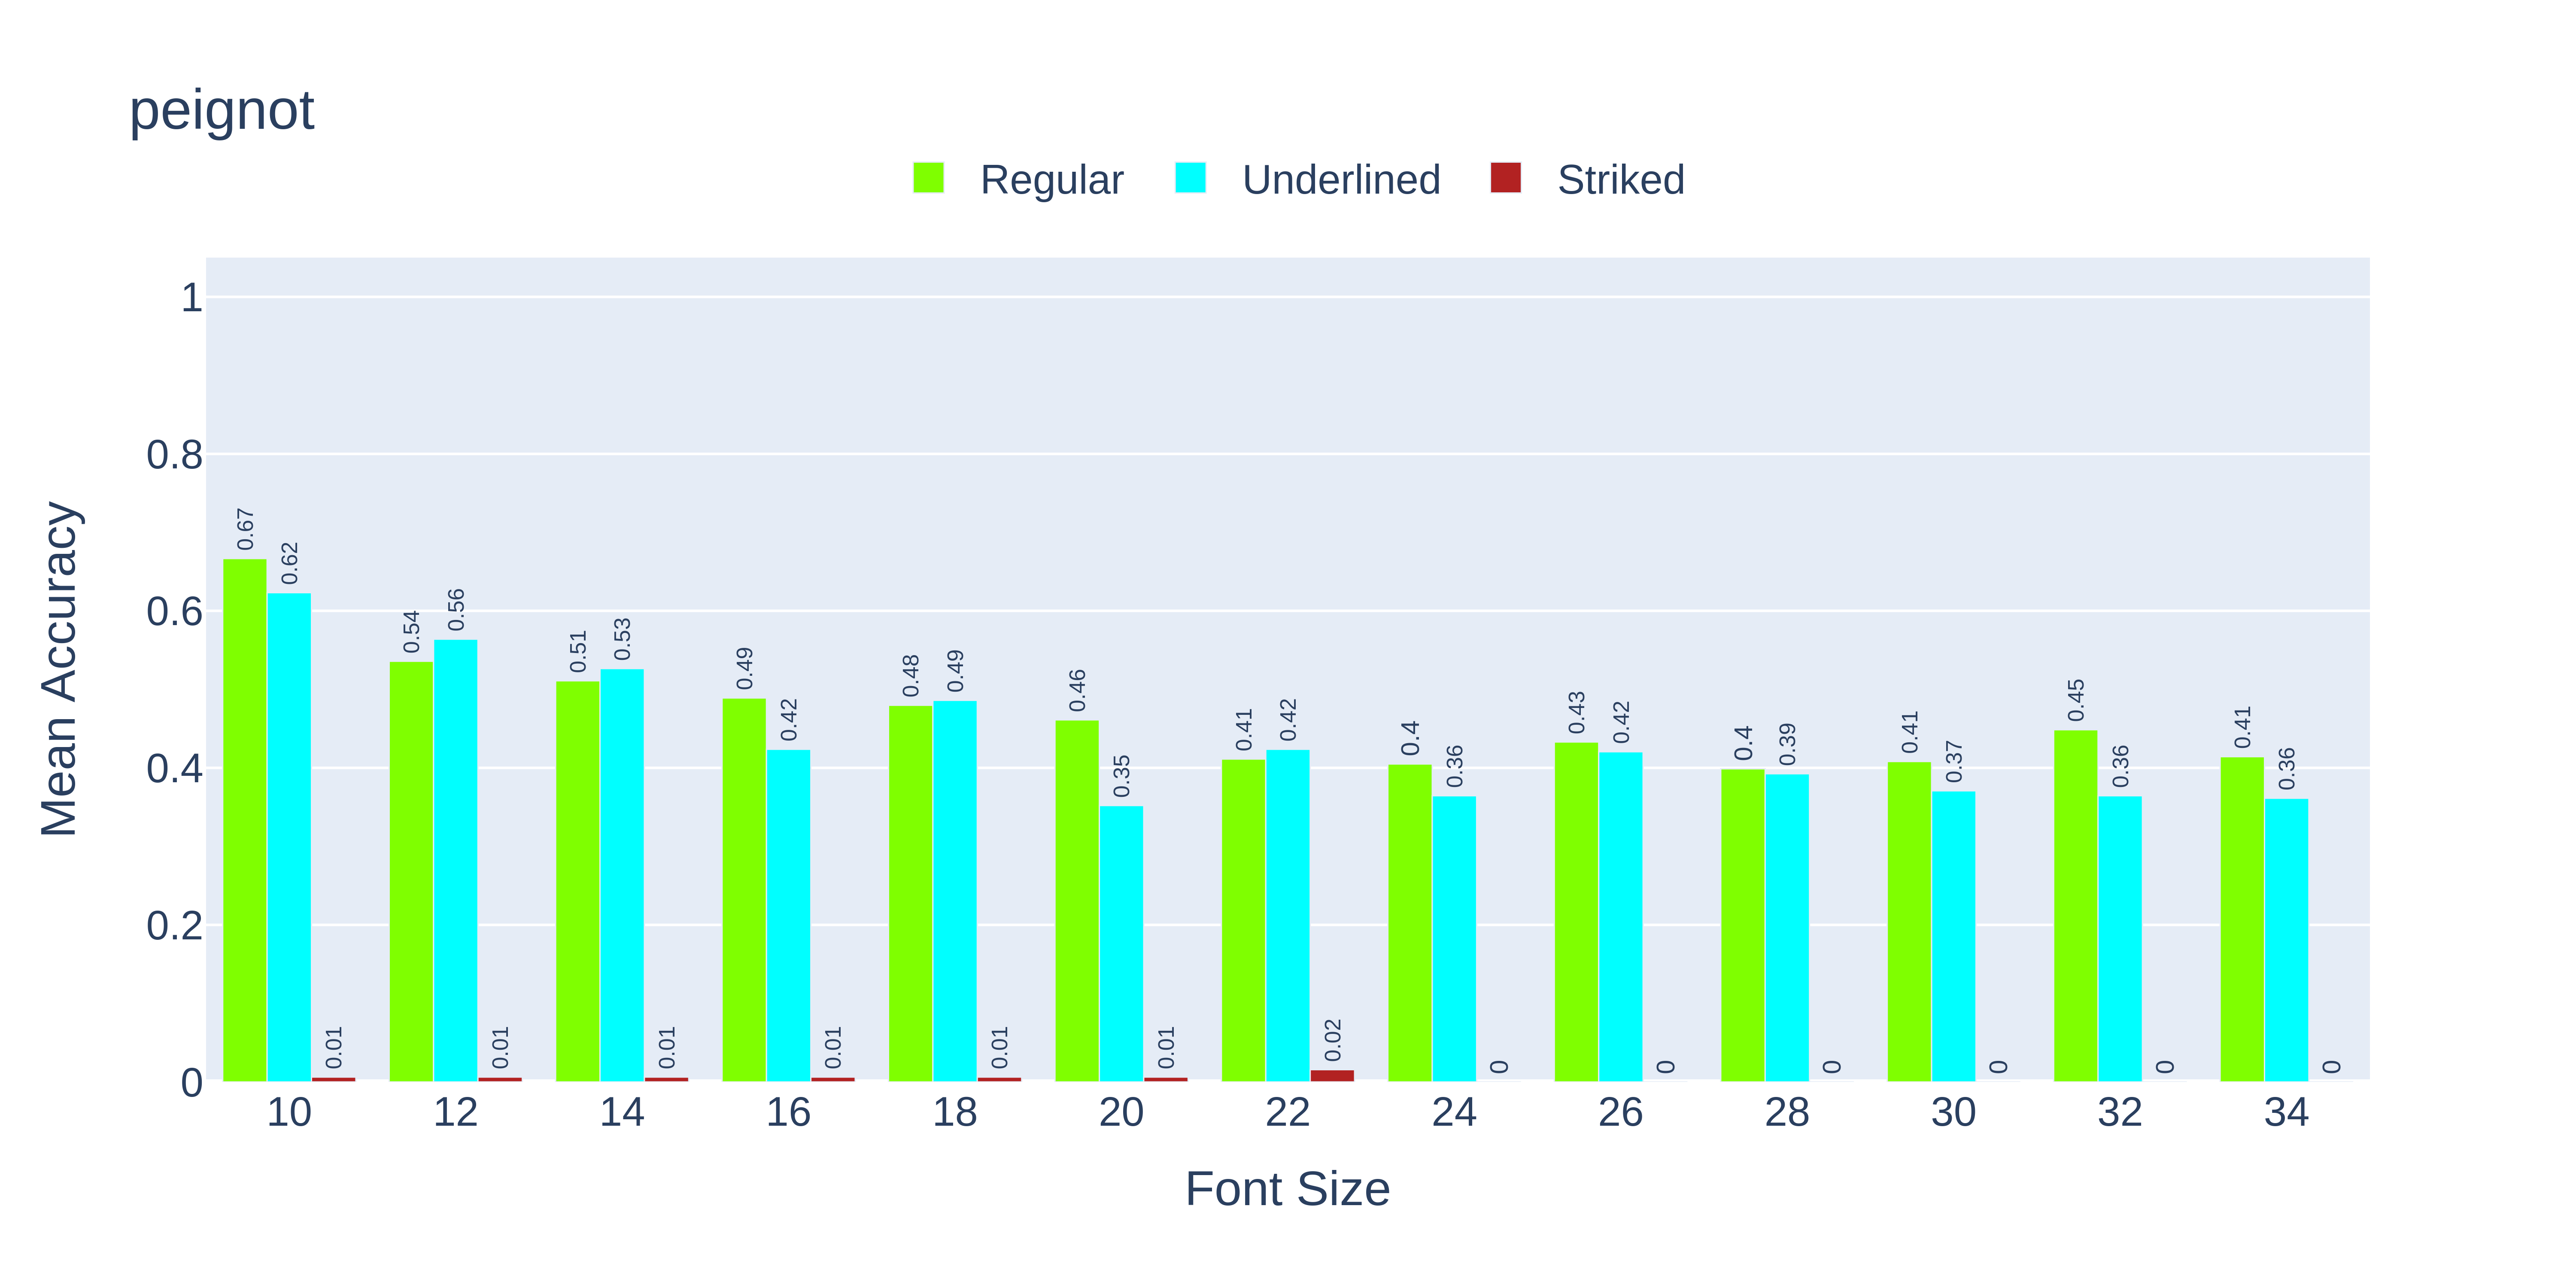 peignot
Regular Underlined Striked
Mean Accuracy
1
0.8
0.6
0.4
0.2
0
0.67 0.62 0.01
0.54 0.56 0.01
0.51 0.53 0.01
0.49 0.42 0.01
0.48 0.49 0.01
0.46 0.35 0.01
0.41 0.42 0.02
0.4 0.36 0
0.43 0.42 0
0.4 0.39 0
0.41 0.37 0
0.45 0.36 0
0.41 0.36 0
10 12 14 16 18 20 22 24 26 28 30 32 34
Font Size